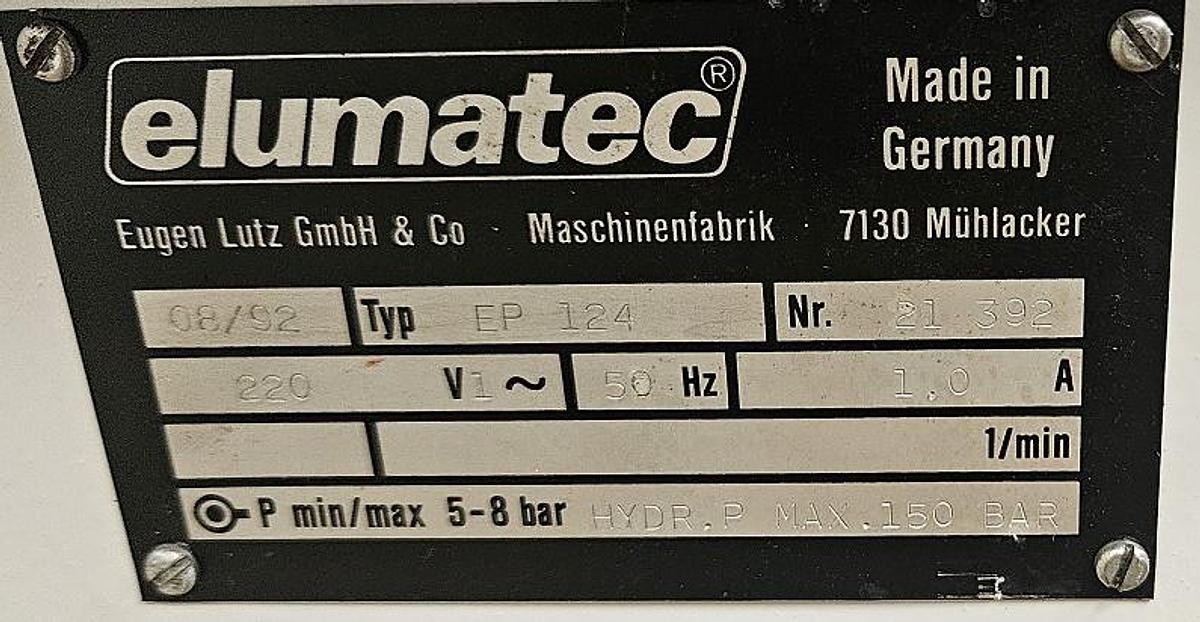 elumatec®
Made in
Germany
Eugen Lutz GmbH & Co · Maschinenfabrik · 7130 Mühlacker
08/92 Typ EP 124 Nr. 21 392
220 V1 ~ 50 Hz 1.0 A
1/min
P min/max 5-8 bar HYDR.P MAX.150 BAR